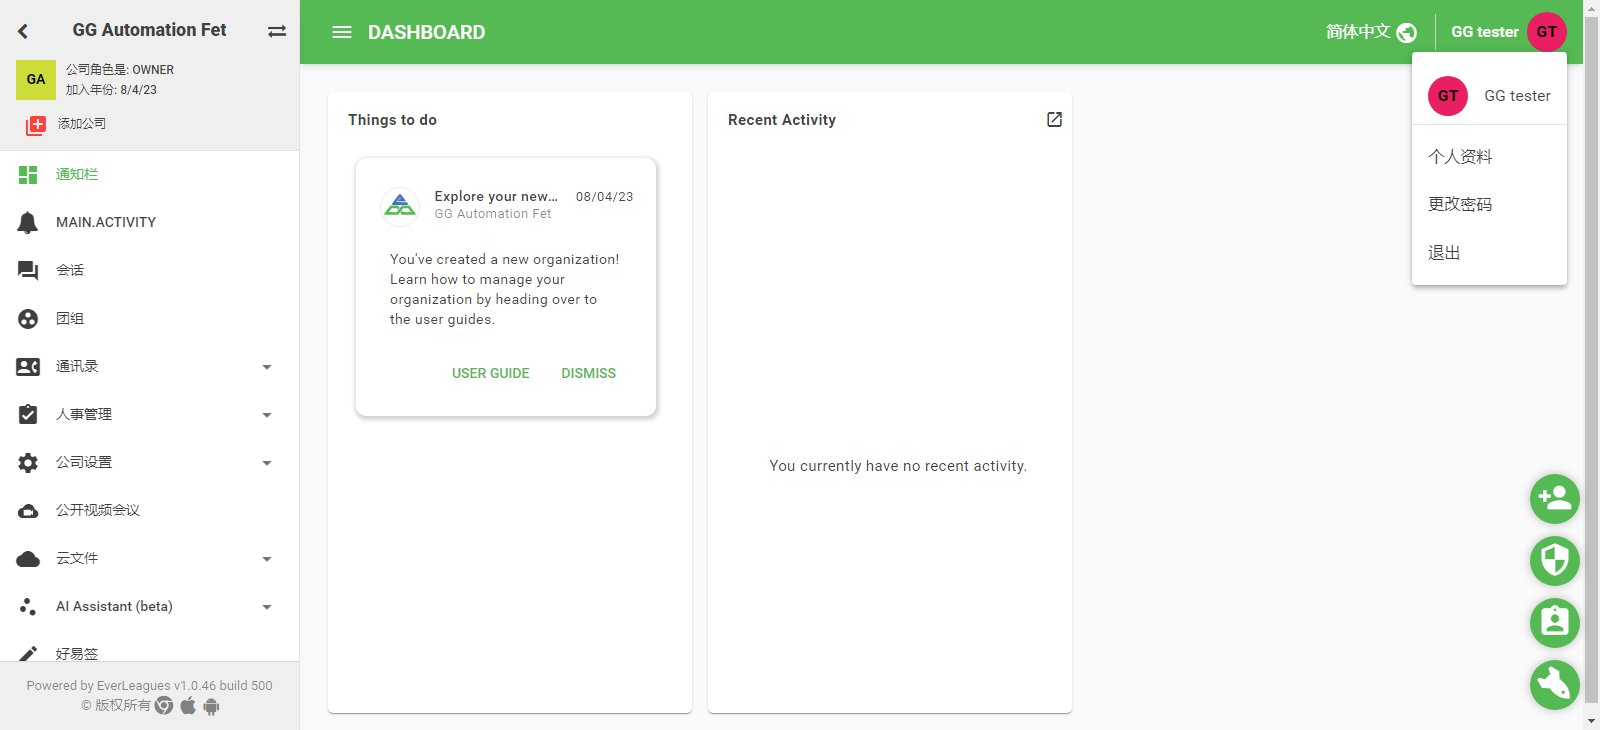 GG Automation Fet
GA
公司角色是: OWNER
加入年份: 8/4/23
添加公司
通知栏
MAIN.ACTIVITY
会话
团组
通讯录
人事管理
公司设置
公开视频会议
云文件
AI Assistant (beta)
好易签
Powered by EverLeagues v1.0.46 build 500
© 版权所有
DASHBOARD
简体中文
GG tester
GT
GT
GG tester
个人资料
更改密码
退出
Things to do
Explore your new...
08/04/23
GG Automation Fet
You've created a new organization!
Learn how to manage your
organization by heading over to
the user guides.
USER GUIDE
DISMISS
Recent Activity
You currently have no recent activity.